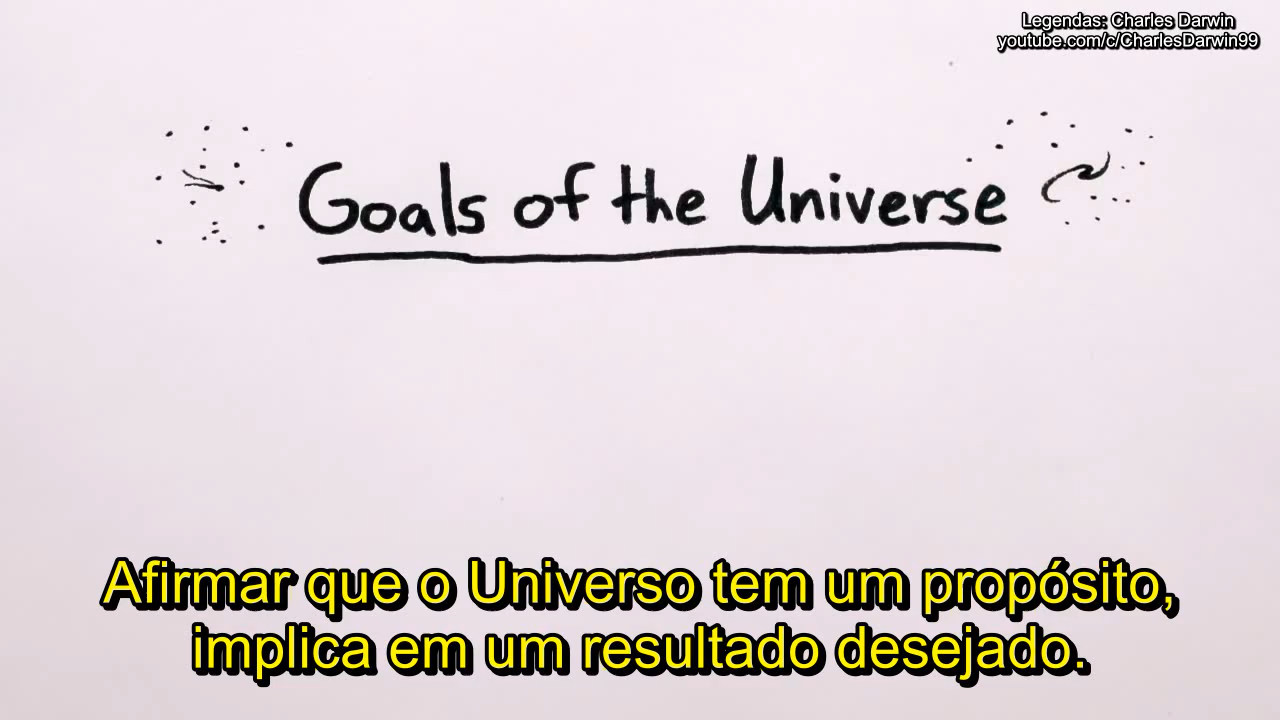 Legendas: Charles Darwin
youtube.com/c/CharlesDarwin99
Goals of the Universe
Afirmar que o Universo tem um propósito,
implica em um resultado desejado.